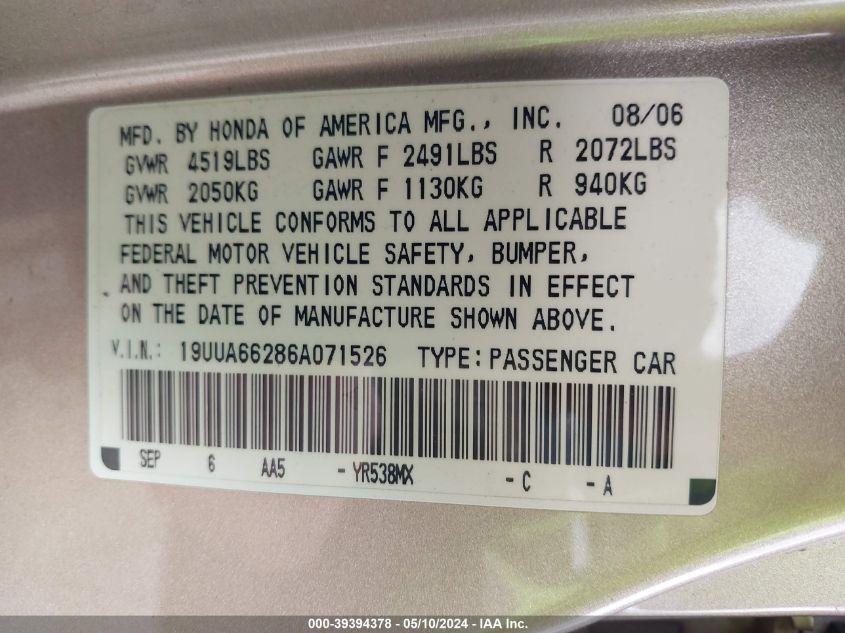 MFD. BY HONDA OF AMERICA MFG., INC. 08/06
GVWR 4519LBS GAWR F 2491LBS R 2072LBS
GVWR 2050KG GAWR F 1130KG R 940KG
THIS VEHICLE CONFORMS TO ALL APPLICABLE
FEDERAL MOTOR VEHICLE SAFETY, BUMPER,
AND THEFT PREVENTION STANDARDS IN EFFECT
ON THE DATE OF MANUFACTURE SHOWN ABOVE.
V.I.N.: 19UUA66286A071526 TYPE:PASSENGER CAR
SEP 6 AA5 -YR538MX -C -A
000-39394378 - 05/10/2024 - IAA Inc.